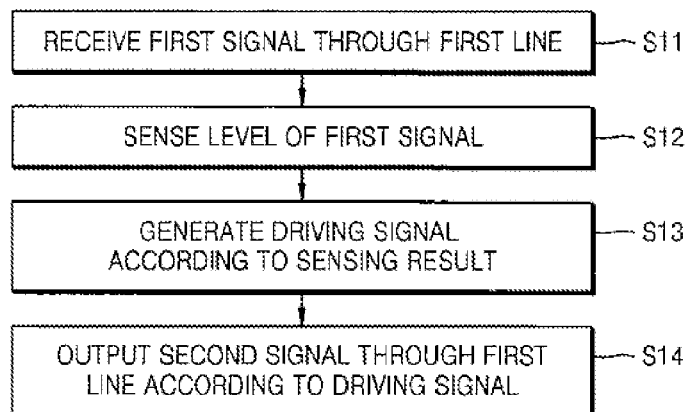 RECEIVE FIRST SIGNAL THROUGH FIRST LINE S11
SENSE LEVEL OF FIRST SIGNAL S12
GENERATE DRIVING SIGNAL
ACCORDING TO SENSING RESULT
S13
OUTPUT SECOND SIGNAL THROUGH FIRST
LINE ACCORDING TO DRIVING SIGNAL
S14